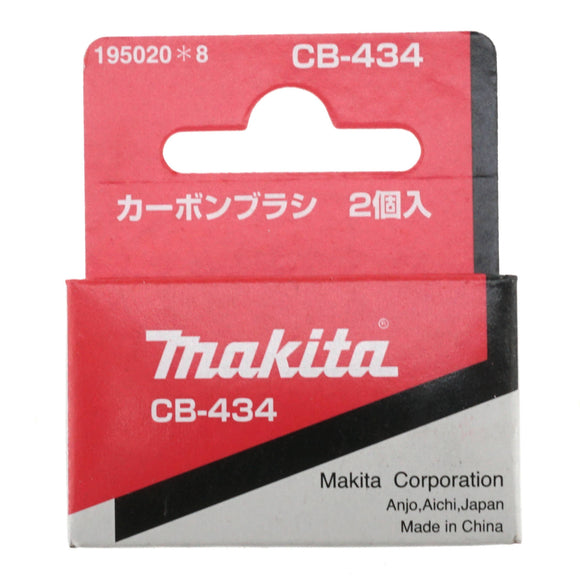 195020＊8 CB-434
カーボンブラシ 2個入
makita®
CB-434
Makita Corporation
Anjo,Aichi,Japan
Made in China